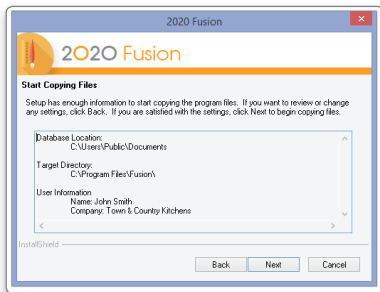 2020 Fusion
2020 Fusion
Start Copying Files
Setup has enough information to start copying the program files. If you want to review or change
any settings, click Back. If you are satisfied with the settings, click Next to begin copying files.
Database Location:
C:\Users\Public\Documents
Target Directory:
C:\Program Files\Fusion\
User Information
Name: John Smith
Company: Town & Country Kitchens
InstallShield
Back Next Cancel